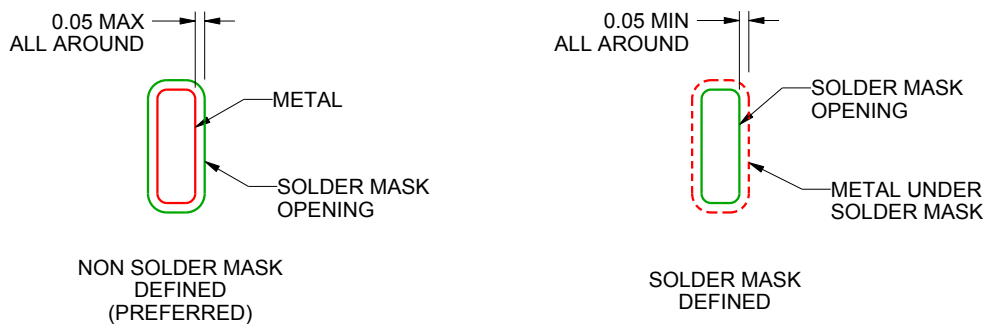 0.05 MAX
ALL AROUND
METAL
SOLDER MASK
OPENING
NON SOLDER MASK
DEFINED
(PREFERRED)
0.05 MIN
ALL AROUND
SOLDER MASK
OPENING
METAL UNDER
SOLDER MASK
SOLDER MASK
DEFINED